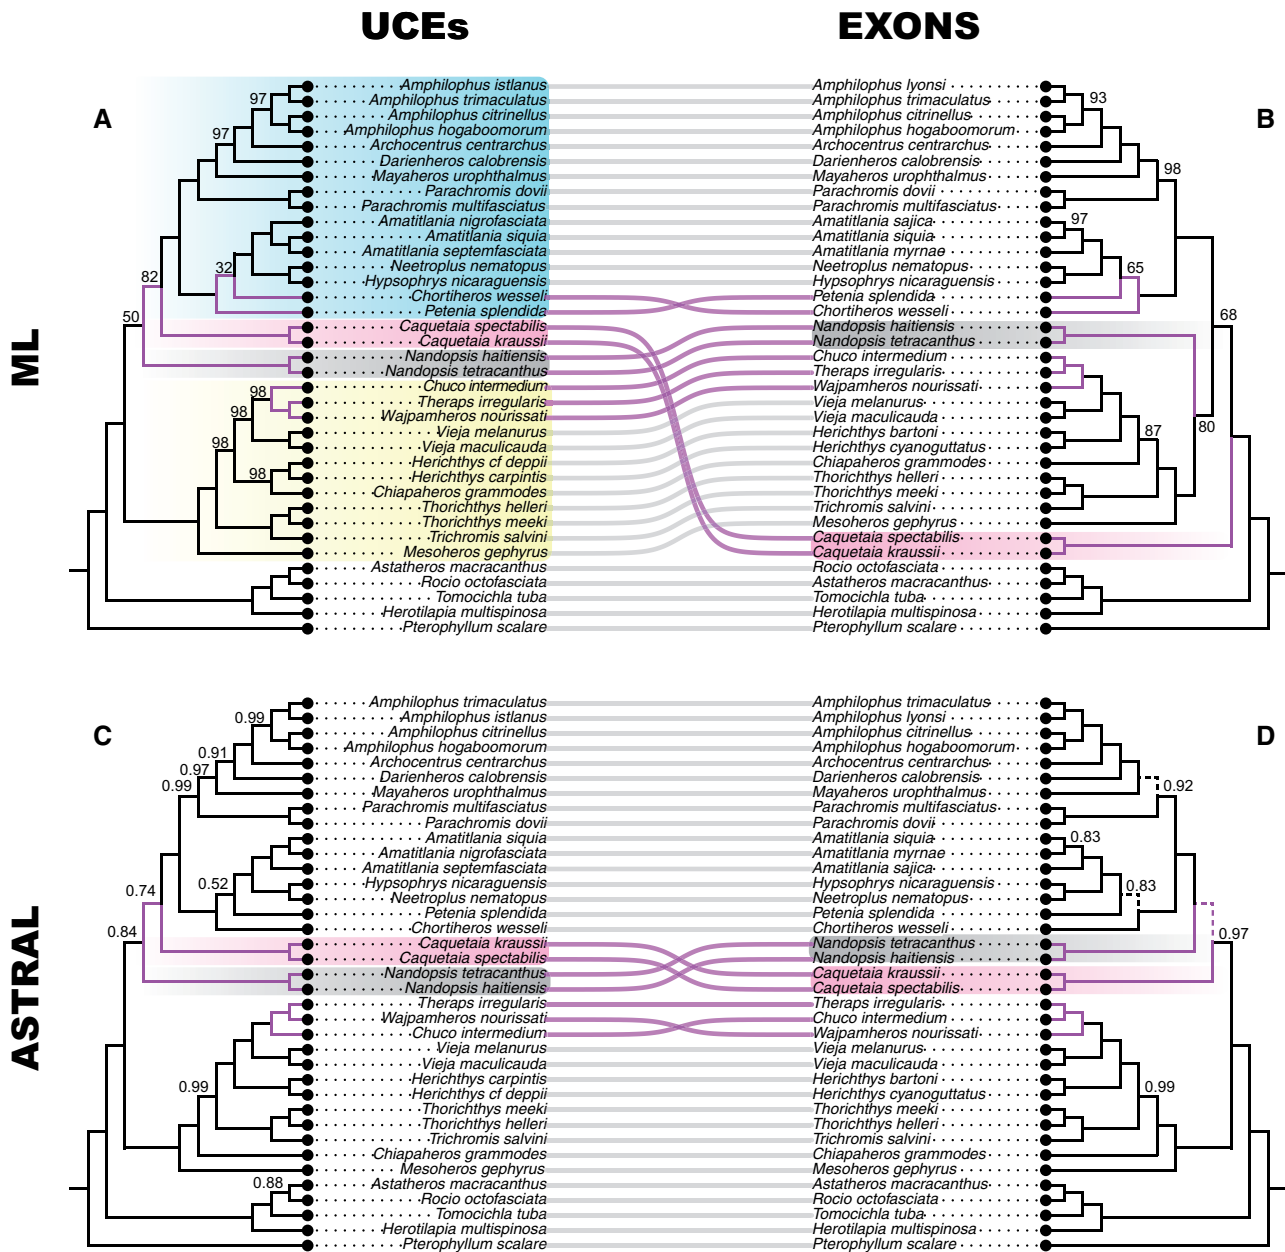 UCEs
EXONS
ML
ASTRAL
A
Amphilophus istlanus
Amphilophus trimaculatus
Amphilophus citrinellus
Amphilophus hogaboomorum
Archocentrus centrarchus
Darienheros calobrensis
Mayaheros urophthalmus
Parachromis dovii
Parachromis multifasciatus
Amatitlania nigrofasciata
Amatitlania siquia
Amatitlania septemfasciata
Neetroplus nematopus
Hypsophrys nicaraguensis
Chortiheros wesseli
Petenia splendida
Caquetaia spectabilis
Caquetaia kraussii
Nandopsis haitiensis
Nandopsis tetracanthus
Chuco intermedium
Theraps irregularis
Wajpamheros nourissati
Vieja melanurus
Vieja maculicauda
Herichthys cf deppii
Herichthys carpintis
Chiapaheros grammodes
Thorichthys helleri
Thorichthys meeki
Trichromis salvini
Mesoheros gephyrus
Astatheros macracanthus
Rocio octofasciata
Tomocichla tuba
Herotilapia multispinosa
Pterophyllum scalare
97
97
32
82
50
98
98
98
98
B
Amphilophus lyonsi
Amphilophus trimaculatus
Amphilophus citrinellus
Amphilophus hogaboomorum
Archocentrus centrarchus
Darienheros calobrensis
Mayaheros urophthalmus
Parachromis dovii
Parachromis multifasciatus
Amatitlania sajica
Amatitlania siquia
Amatitlania myrnae
Neetroplus nematopus
Hypsophrys nicaraguensis
Petenia splendida
Chortiheros wesseli
Nandopsis haitiensis
Nandopsis tetracanthus
Chuco intermedium
Theraps irregularis
Wajpamheros nourissati
Vieja melanurus
Vieja maculicauda
Herichthys bartoni
Herichthys cyanoguttatus
Chiapaheros grammodes
Thorichthys helleri
Thorichthys meeki
Trichromis salvini
Mesoheros gephyrus
Caquetaia spectabilis
Caquetaia kraussii
Rocio octofasciata
Astatheros macracanthus
Tomocichla tuba
Herotilapia multispinosa
Pterophyllum scalare
93
98
97
65
68
80
87
C
Amphilophus trimaculatus
Amphilophus istlanus
Amphilophus citrinellus
Amphilophus hogaboomorum
Archocentrus centrarchus
Darienheros calobrensis
Mayaheros urophthalmus
Parachromis multifasciatus
Parachromis dovii
Amatitlania siquia
Amatitlania nigrofasciata
Amatitlania septemfasciata
Hypsophrys nicaraguensis
Neetroplus nematopus
Petenia splendida
Chortiheros wesseli
Caquetaia kraussii
Caquetaia spectabilis
Nandopsis tetracanthus
Nandopsis haitiensis
Theraps irregularis
Wajpamheros nourissati
Chuco intermedium
Vieja melanurus
Vieja maculicauda
Herichthys carpintis
Herichthys cf deppii
Thorichthys meeki
Thorichthys helleri
Trichromis salvini
Chiapaheros grammodes
Mesoheros gephyrus
Astatheros macracanthus
Rocio octofasciata
Tomocichla tuba
Herotilapia multispinosa
Pterophyllum scalare
0.99
0.91
0.97
0.99
0.52
0.74
0.84
0.99
0.88
D
Amphilophus trimaculatus
Amphilophus lyonsi
Amphilophus citrinellus
Amphilophus hogaboomorum
Archocentrus centrarchus
Darienheros calobrensis
Mayaheros urophthalmus
Parachromis multifasciatus
Parachromis dovii
Amatitlania siquia
Amatitlania myrnae
Amatitlania sajica
Hypsophrys nicaraguensis
Neetroplus nematopus
Petenia splendida
Chortiheros wesseli
Nandopsis tetracanthus
Nandopsis haitiensis
Caquetaia kraussii
Caquetaia spectabilis
Theraps irregularis
Chuco intermedium
Wajpamheros nourissati
Vieja melanurus
Vieja maculicauda
Herichthys bartoni
Herichthys cyanoguttatus
Thorichthys meeki
Thorichthys helleri
Trichromis salvini
Chiapaheros grammodes
Mesoheros gephyrus
Astatheros macracanthus
Rocio octofasciata
Tomocichla tuba
Herotilapia multispinosa
Pterophyllum scalare
0.92
0.83
0.83
0.97
0.99